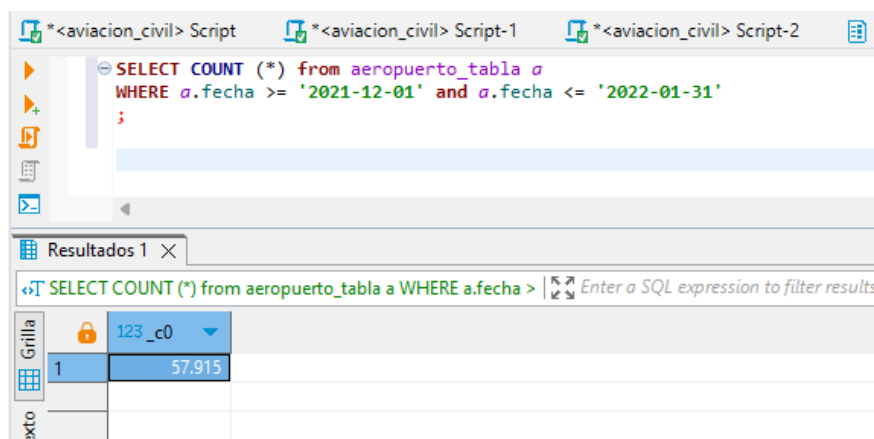 *<aviacion_civil> Script
*<aviacion_civil> Script-1
*<aviacion_civil> Script-2
SELECT COUNT (*) from aeropuerto_tabla a
WHERE a.fecha >= '2021-12-01' and a.fecha <= '2022-01-31'
;
Resultados 1
SELECT COUNT (*) from aeropuerto_tabla a WHERE a.fecha >
Enter a SQL expression to filter results
Grilla
123 _c0
1
57.915
exto